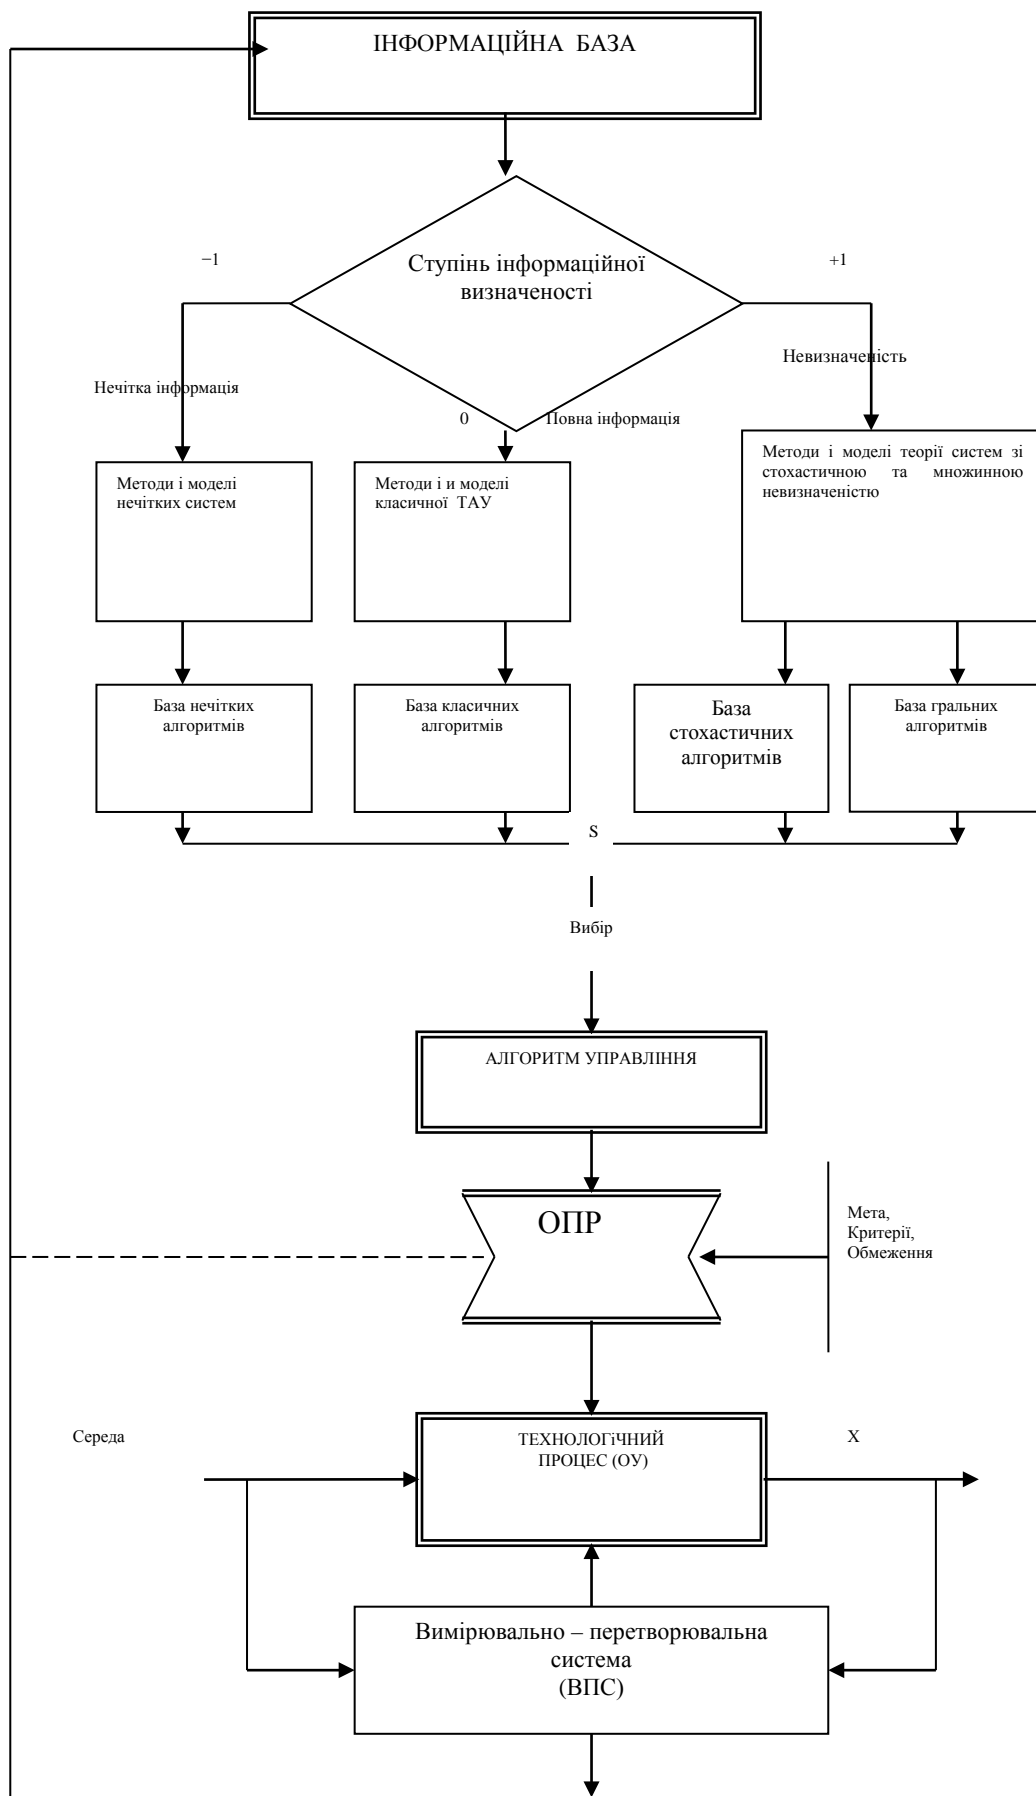 ІНФОРМАЦІЙНА БАЗА
−1
Ступінь інформаційної
визначеності
+1
Невизначеність
Нечітка інформація
0
Повна інформація
Методи і моделі
нечітких систем
Методи і и моделі
класичної ТАУ
Методи і моделі теорії систем зі
стохастичною та множинною
невизначеністю
База нечітких
алгоритмів
База класичних
алгоритмів
База
стохастичних
алгоритмів
База гральних
алгоритмів
S
Вибір
АЛГОРИТМ УПРАВЛІННЯ
ОПР
Мета,
Критерії,
Обмеження
Середа
ТЕХНОЛОГіЧНИЙ
ПРОЦЕС (ОУ)
X
Вимірювально – перетворювальна
система
(ВПС)